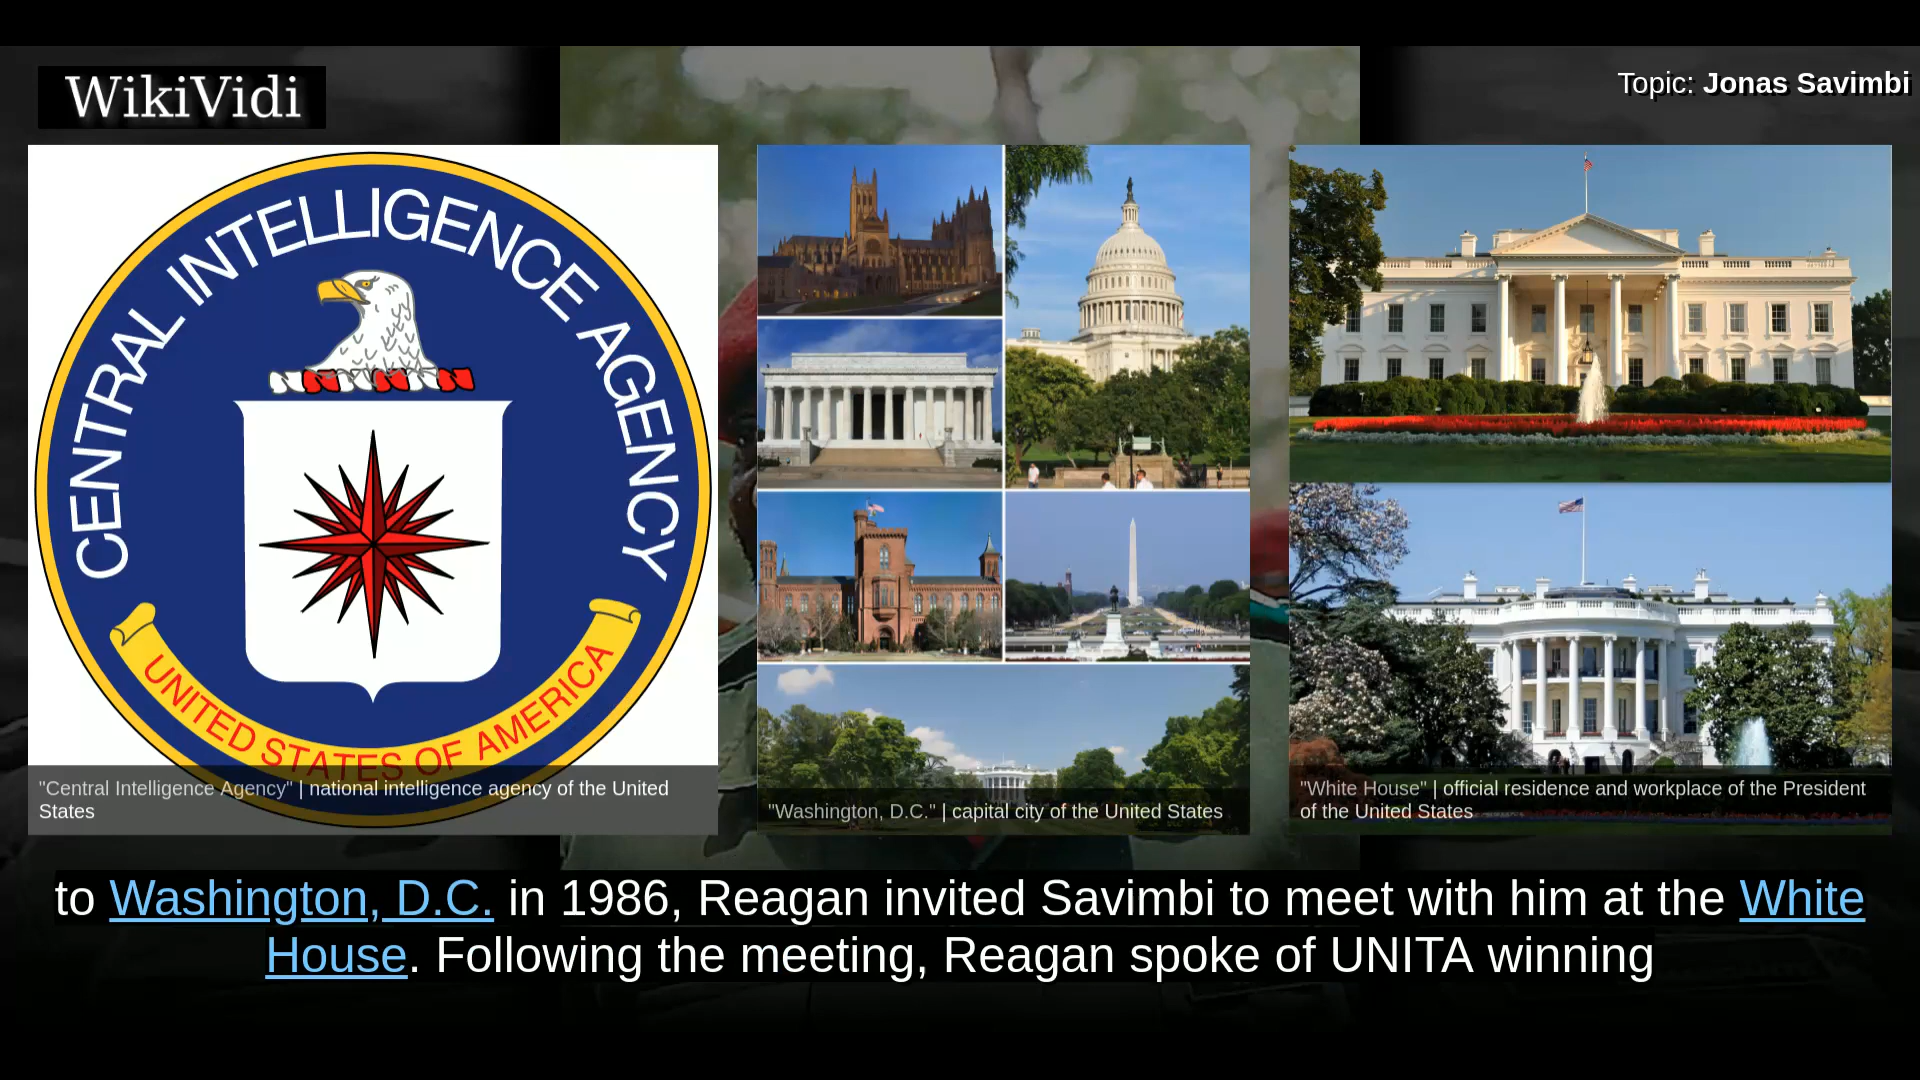 WikiVidi
Topic: Jonas Savimbi
CENTRAL INTELLIGENCE AGENCY
UNITED STATES OF AMERICA
"Central Intelligence Agency" | national intelligence agency of the United
States
"Washington, D.C." | capital city of the United States
"White House" | official residence and workplace of the President
of the United States
to Washington, D.C. in 1986, Reagan invited Savimbi to meet with him at the White
House. Following the meeting, Reagan spoke of UNITA winning